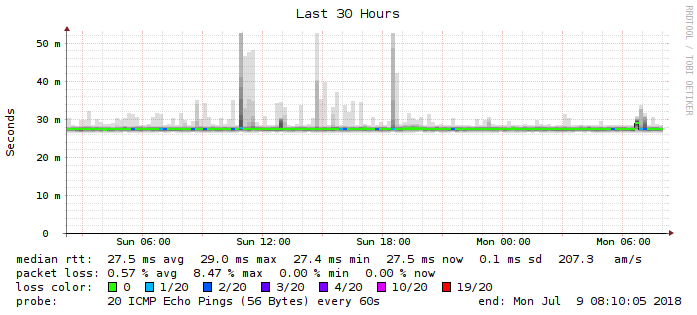 Last 30 Hours
RRDTOOL / TOBI OETIKER
Seconds
50 m
40 m
30 m
20 m
10 m
0
Sun 06:00 Sun 12:00 Sun 18:00 Mon 00:00 Mon 06:00
median rtt: 27.5 ms avg 29.0 ms max 27.4 ms min 27.5 ms now 0.1 ms sd 207.3 am/s
packet loss: 0.57 % avg 8.47 % max 0.00 % min 0.00 % now
loss color: 0 1/20 2/20 3/20 4/20 10/20 19/20
probe: 20 ICMP Echo Pings (56 Bytes) every 60s end: Mon Jul 9 08:10:05 2018